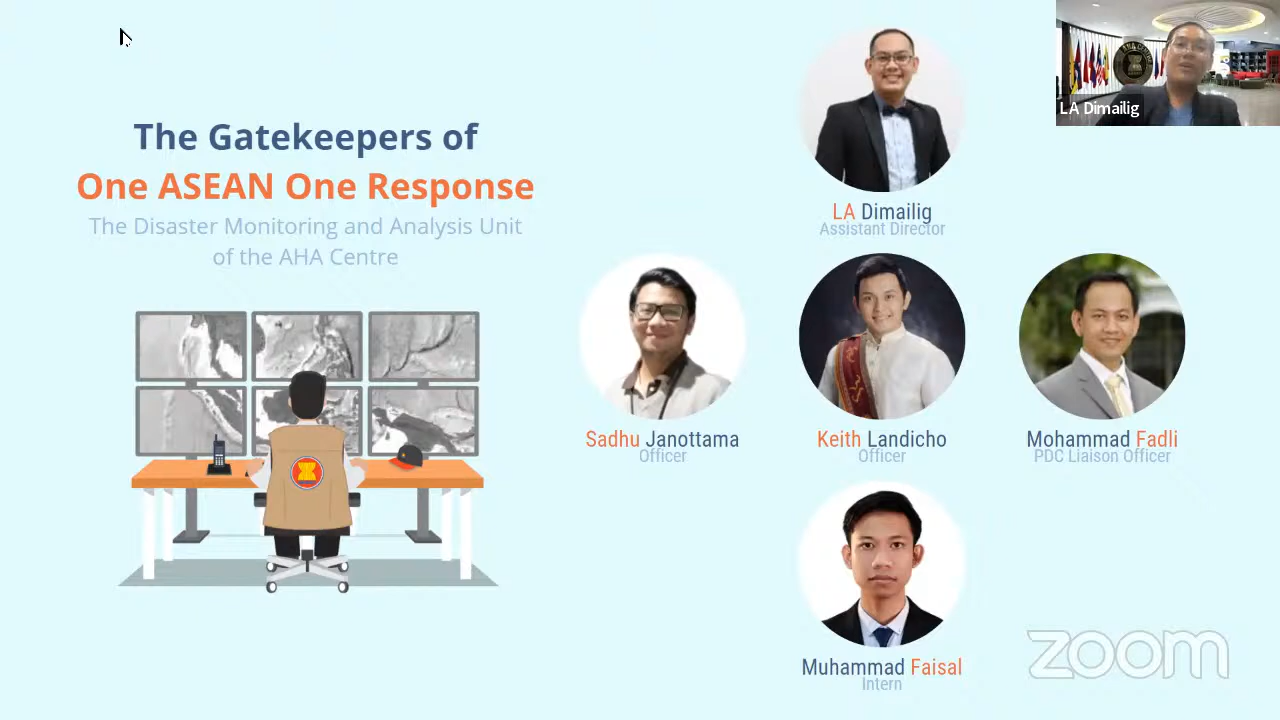 The Gatekeepers of
One ASEAN One Response
The Disaster Monitoring and Analysis Unit
of the AHA Centre
LA Dimailig
LA Dimailig
Assistant Director
Sadhu Janottama
Officer
Keith Landicho
Officer
Mohammad Fadli
PDC Liaison Officer
Muhammad Faisal
Intern
zoom